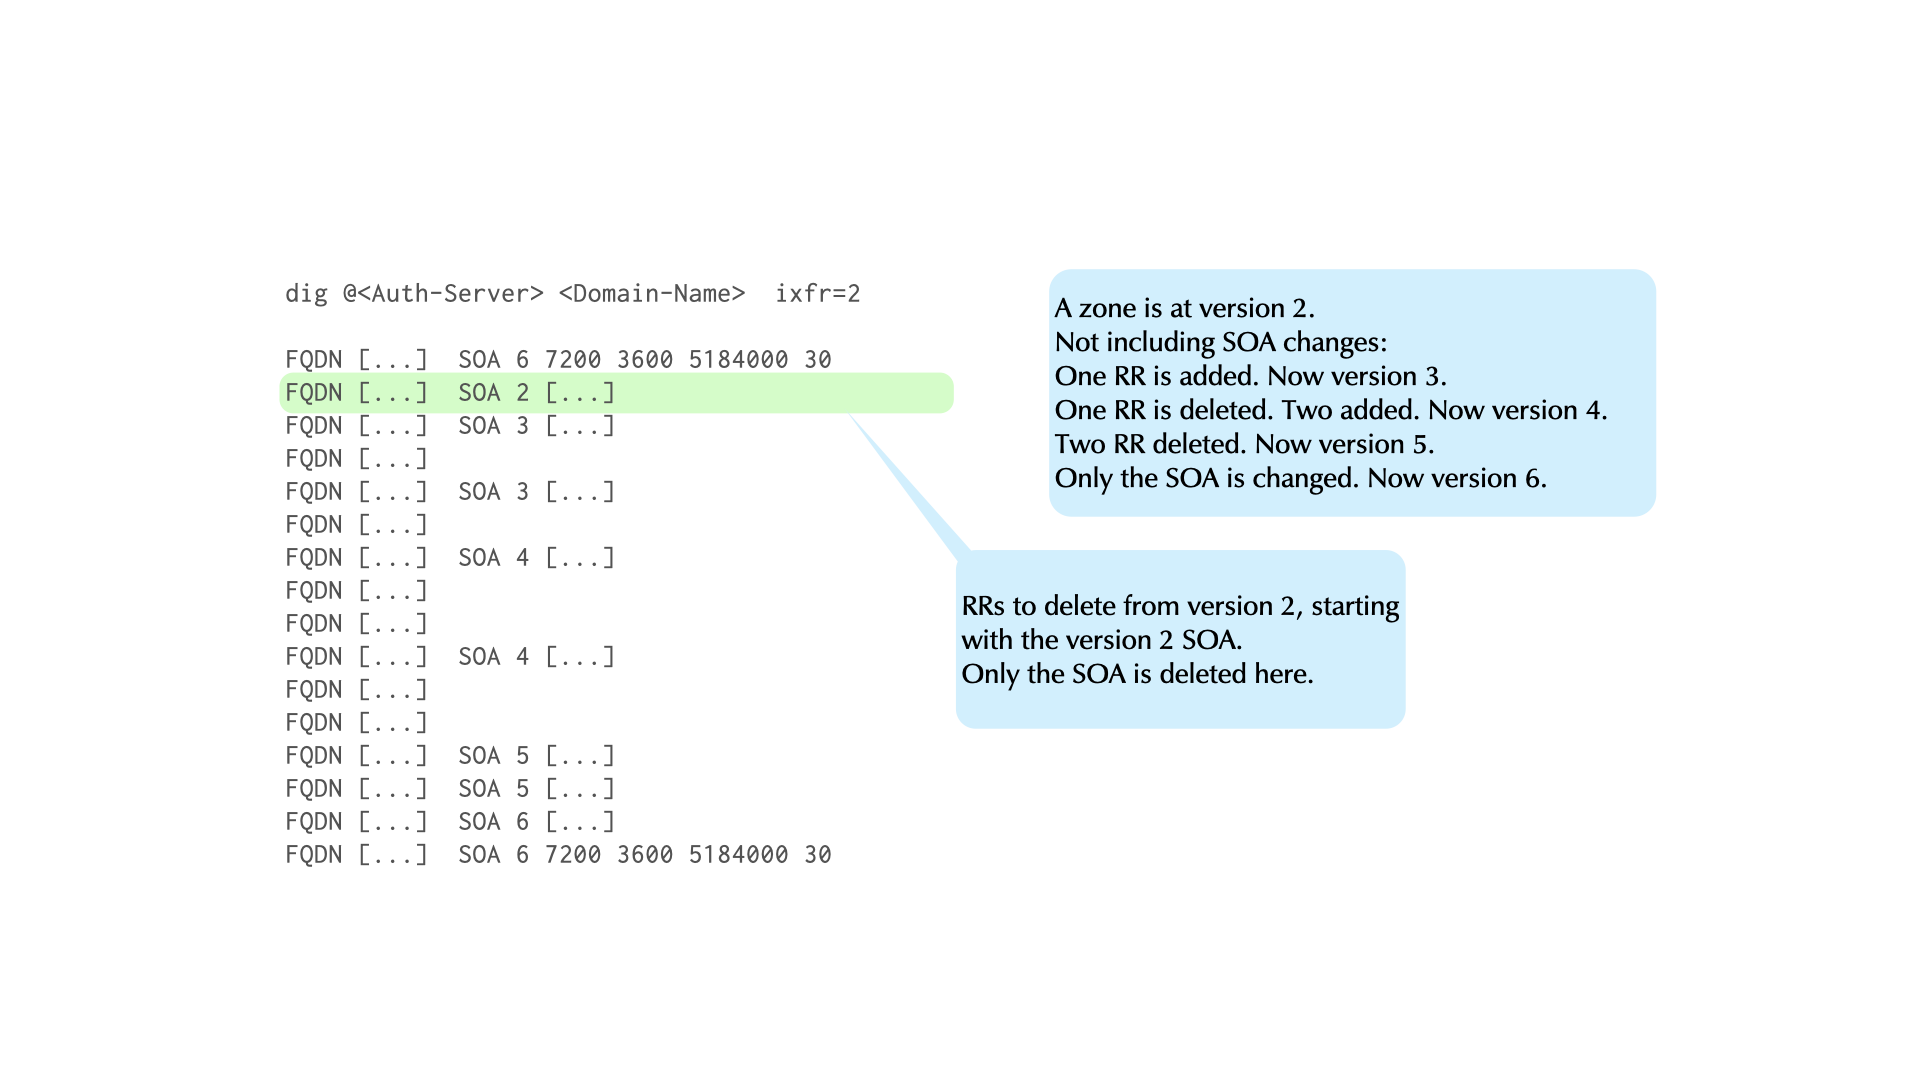 dig @<Auth-Server> <Domain-Name>  ixfr=2
FQDN [...]  SOA 6 7200 3600 5184000 30
FQDN [...]  SOA 2 [...]
FQDN [...]  SOA 3 [...]
FQDN [...]
FQDN [...]  SOA 3 [...]
FQDN [...]
FQDN [...]  SOA 4 [...]
FQDN [...]
FQDN [...]
FQDN [...]  SOA 4 [...]
FQDN [...]
FQDN [...]
FQDN [...]  SOA 5 [...]
FQDN [...]  SOA 5 [...]
FQDN [...]  SOA 6 [...]
FQDN [...]  SOA 6 7200 3600 5184000 30
A zone is at version 2.
Not including SOA changes:
One RR is added. Now version 3.
One RR is deleted. Two added. Now version 4.
Two RR deleted. Now version 5.
Only the SOA is changed. Now version 6.
RRs to delete from version 2, starting
with the version 2 SOA.
Only the SOA is deleted here.